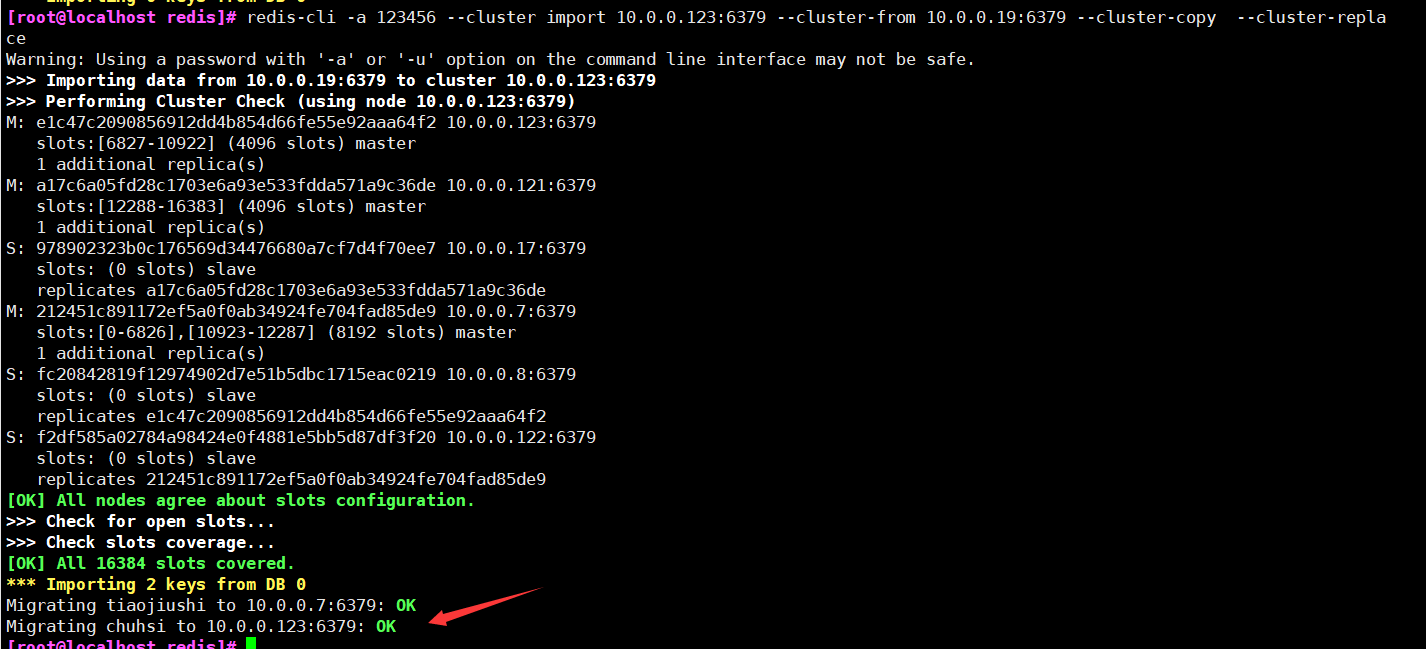 *** Importing 0 keys from DB 0
[root@localhost redis]# redis-cli -a 123456 --cluster import 10.0.0.123:6379 --cluster-from 10.0.0.19:6379 --cluster-copy  --cluster-repla
ce
Warning: Using a password with '-a' or '-u' option on the command line interface may not be safe.
>>> Importing data from 10.0.0.19:6379 to cluster 10.0.0.123:6379
>>> Performing Cluster Check (using node 10.0.0.123:6379)
M: e1c47c2090856912dd4b854d66fe55e92aaa64f2 10.0.0.123:6379
   slots:[6827-10922] (4096 slots) master
   1 additional replica(s)
M: a17c6a05fd28c1703e6a93e533fdda571a9c36de 10.0.0.121:6379
   slots:[12288-16383] (4096 slots) master
   1 additional replica(s)
S: 978902323b0c176569d34476680a7cf7d4f70ee7 10.0.0.17:6379
   slots: (0 slots) slave
   replicates a17c6a05fd28c1703e6a93e533fdda571a9c36de
M: 212451c891172ef5a0f0ab34924fe704fad85de9 10.0.0.7:6379
   slots:[0-6826],[10923-12287] (8192 slots) master
   1 additional replica(s)
S: fc20842819f12974902d7e51b5dbc1715eac0219 10.0.0.8:6379
   slots: (0 slots) slave
   replicates e1c47c2090856912dd4b854d66fe55e92aaa64f2
S: f2df585a02784a98424e0f4881e5bb5d87df3f20 10.0.0.122:6379
   slots: (0 slots) slave
   replicates 212451c891172ef5a0f0ab34924fe704fad85de9
[OK] All nodes agree about slots configuration.
>>> Check for open slots...
>>> Check slots coverage...
[OK] All 16384 slots covered.
*** Importing 2 keys from DB 0
Migrating tiaojiushi to 10.0.0.7:6379: OK
Migrating chuhsi to 10.0.0.123:6379: OK
[root@localhost redis]#